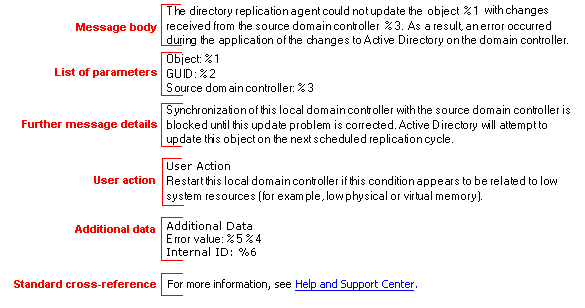 Message body
The directory replication agent could not update the object %1 with changes
received from the source domain controller %3. As a result, an error occurred
during the application of the changes to Active Directory on the domain controller.
List of parameters
Object: %1
GUID: %2
Source domain controller: %3
Further message details
Synchronization of this local domain controller with the source domain controller is
blocked until this update problem is corrected. Active Directory will attempt to
update this object on the next scheduled replication cycle.
User action
User Action
Restart this local domain controller if this condition appears to be related to low
system resources (for example, low physical or virtual memory).
Additional data
Additional Data
Error value: %5 %4
Internal ID: %6
Standard cross-reference
For more information, see Help and Support Center.